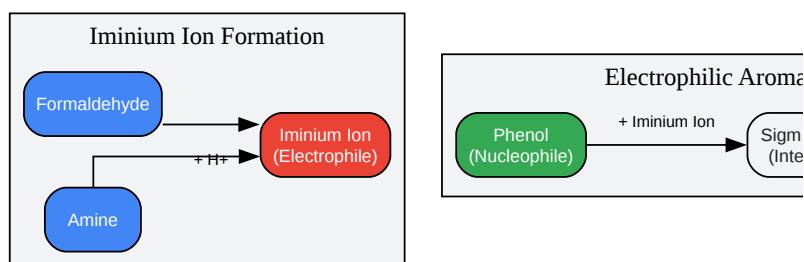 Iminium Ion Formation
Formaldehyde
Iminium Ion
(Electrophile)
+ H+
Amine
Electrophilic Aroma
Phenol
(Nucleophile)
+ Iminium Ion
Sigm
(Inte